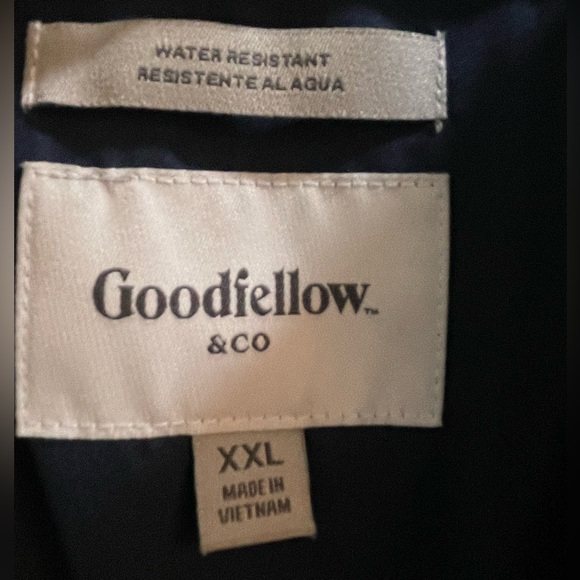 WATER RESISTANT
RESISTENTE AL AGUA
Goodfellow™
& CO
XXL
MADE IN
VIETNAM